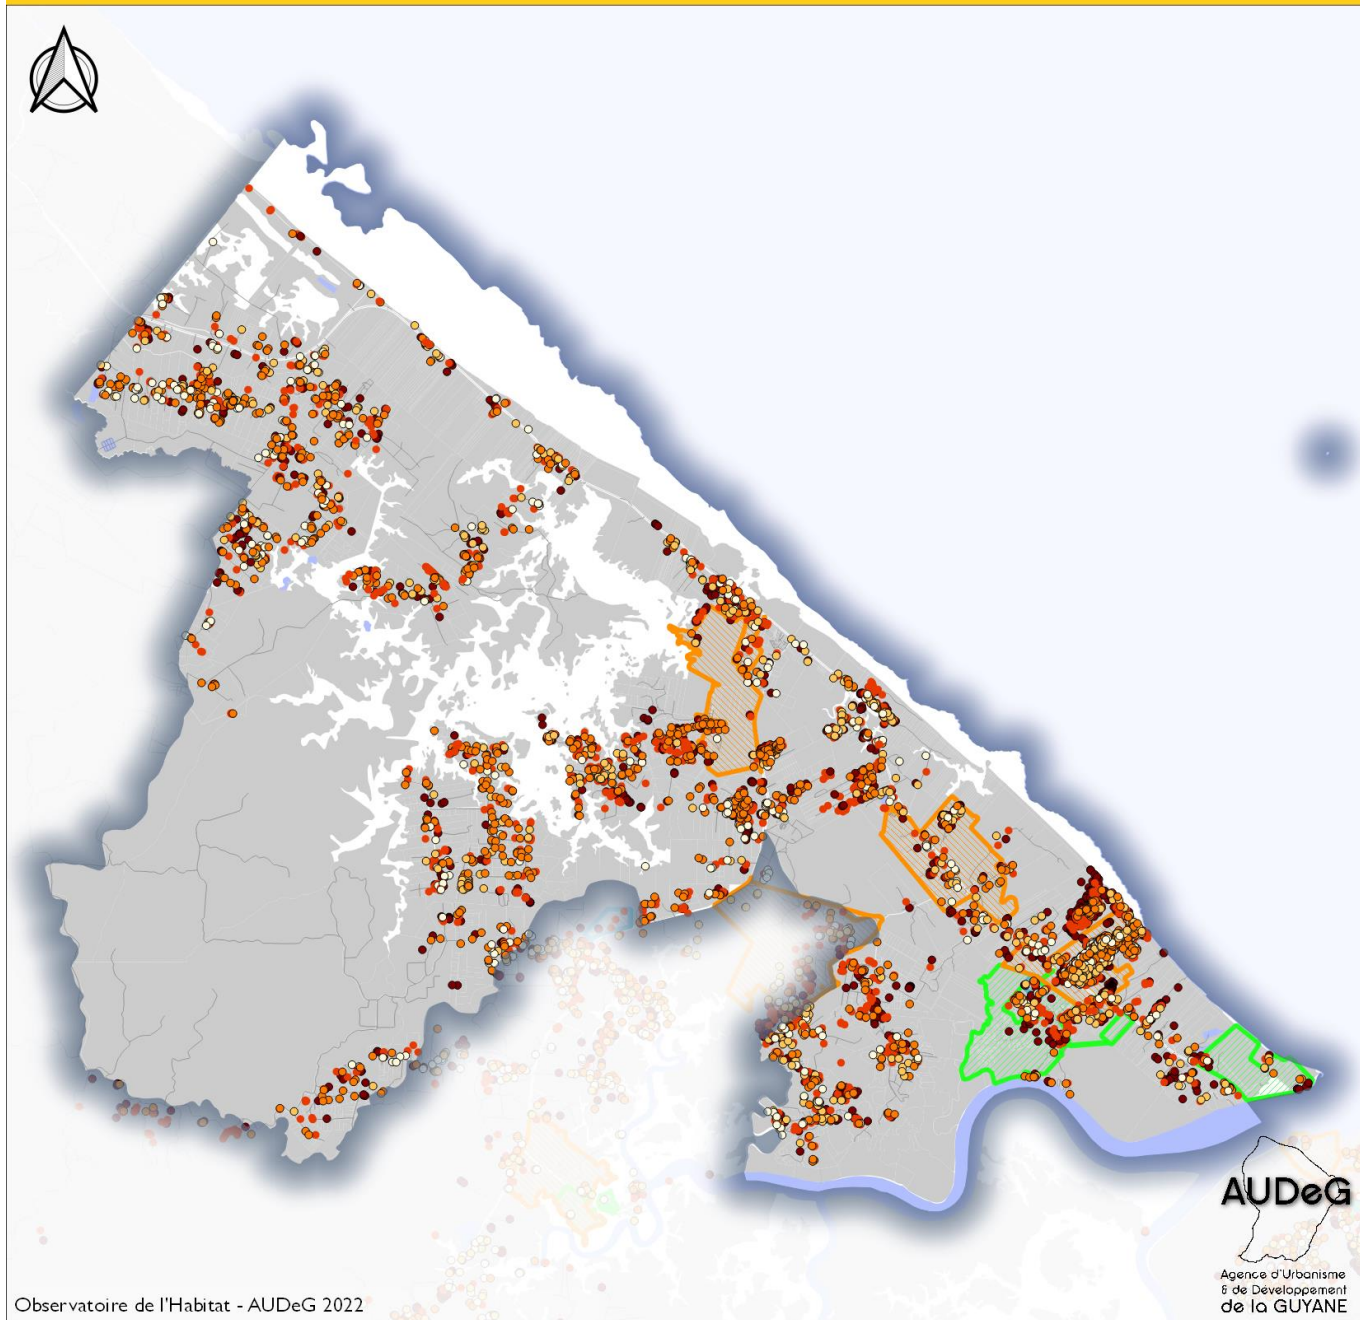 AUDeG
Agence d'Urbanisme
& de Développement
de la GUYANE
Observatoire de l'Habitat - AUDeG 2022